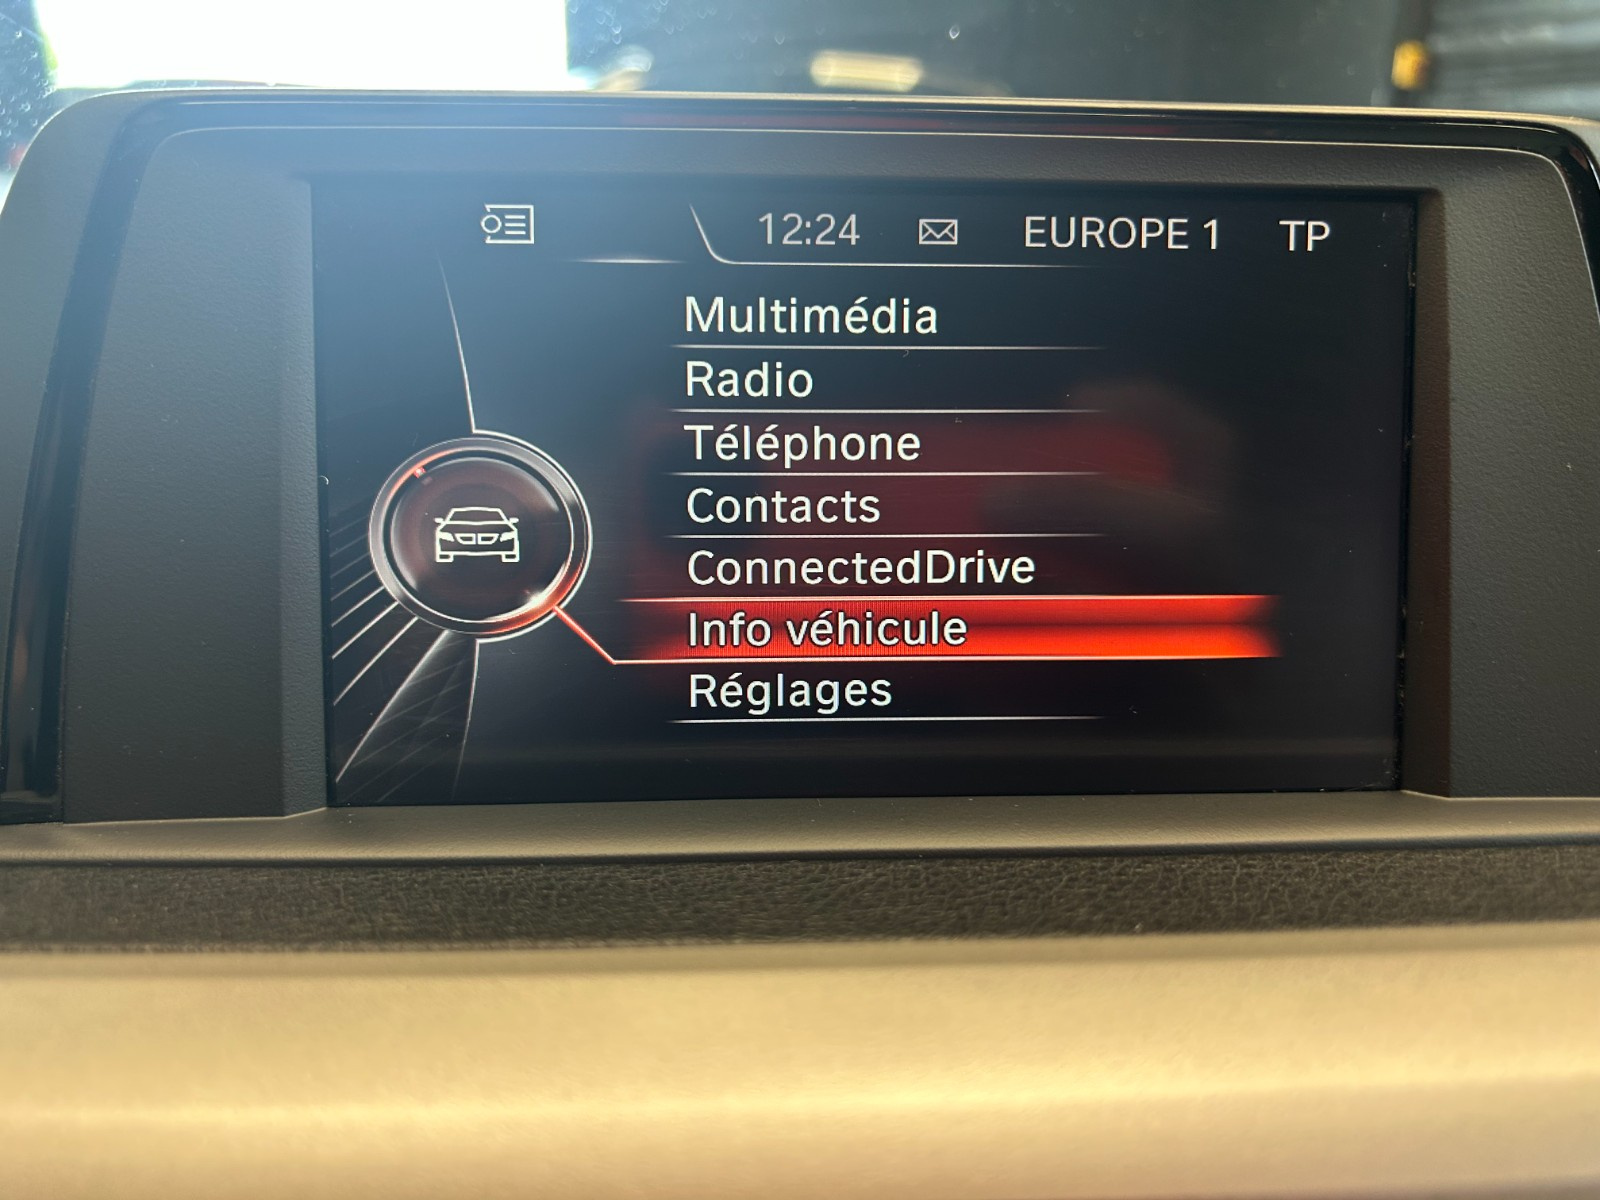 12:24 EUROPE 1 TP
Multimédia
Radio
Téléphone
Contacts
ConnectedDrive
Info véhicule
Réglages